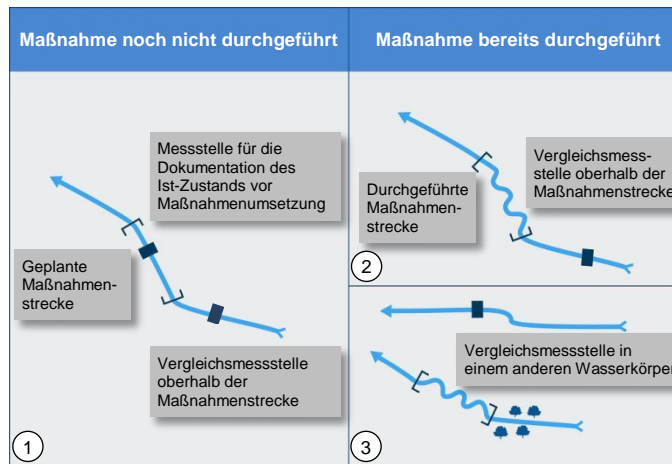 Maßnahme noch nicht durchgeführt
Messstelle für die
Dokumentation des
Ist-Zustands vor
Maßnahmenumsetzung
Geplante
Maßnahmen-
strecke
Vergleichsmessstelle
oberhalb der
Maßnahmenstrecke
1
Maßnahme bereits durchgeführt
Vergleichsmess-
stelle oberhalb der
Maßnahmenstrecke
Durchgeführte
Maßnahmen-
strecke
2
Vergleichsmessstelle in
einem anderen Wasserkörper
3